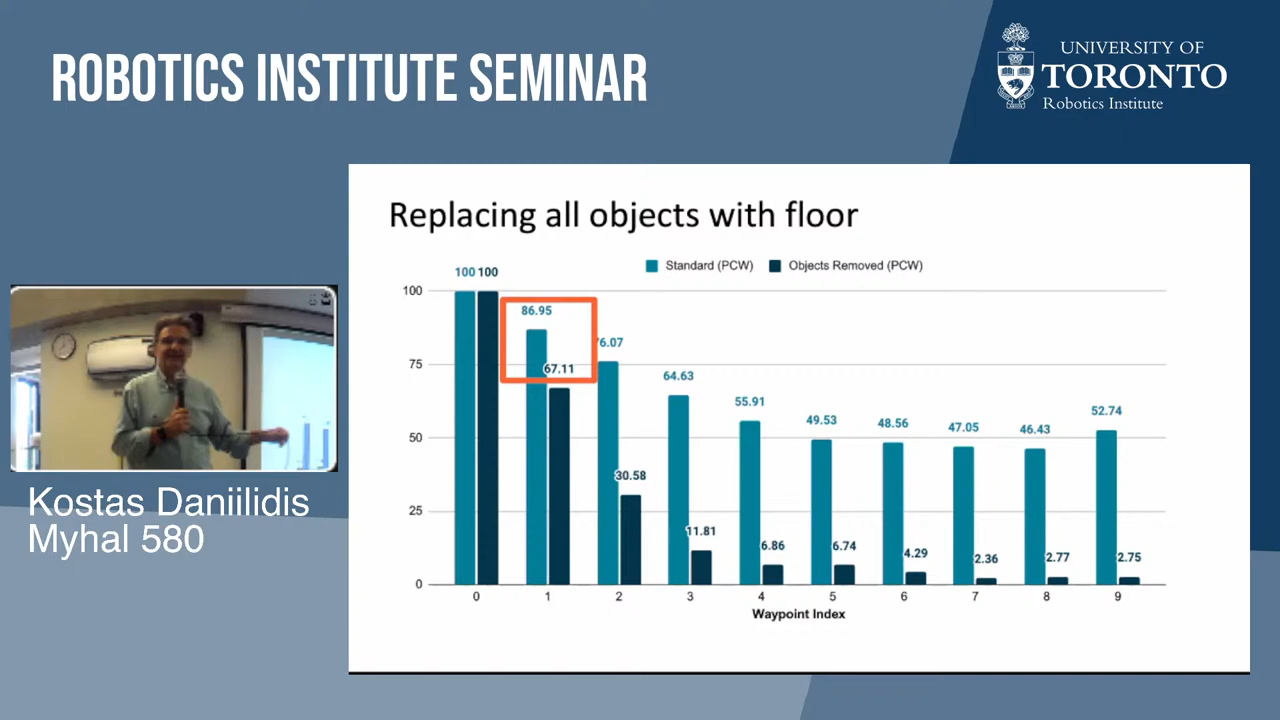 ROBOTICS INSTITUTE SEMINAR
UNIVERSITY OF
TORONTO
Robotics Institute
Replacing all objects with floor
Standard (PCW) Objects Removed (PCW)
100 100
86.95 67.11
76.07 30.58
64.63 11.81
55.91 6.86
49.53 6.74
48.56 4.29
47.05 2.36
46.43 2.77
52.74 2.75
100
75
50
25
0
0 1 2 3 4 5 6 7 8 9
Waypoint Index
Kostas Daniilidis
Myhal 580